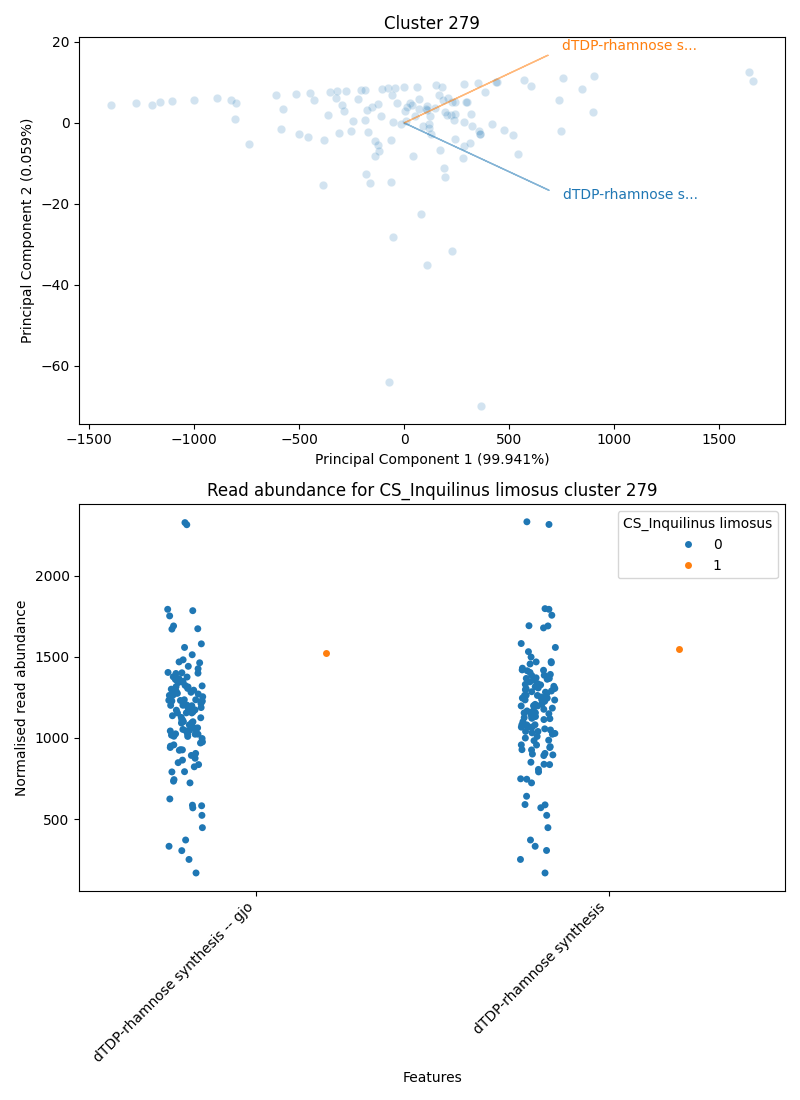 Cluster 279
20
0
−20
−40
−60
Principal Component 2 (0.059%)
dTDP-rhamnose s...
dTDP-rhamnose s...
−1500
−1000
−500
0
500
1000
1500
Principal Component 1 (99.941%)
Read abundance for CS_Inquilinus limosus cluster 279
CS_Inquilinus limosus
0
1
2000
1500
1000
500
Normalised read abundance
dTDP-rhamnose synthesis -- gjo
dTDP-rhamnose synthesis
Features